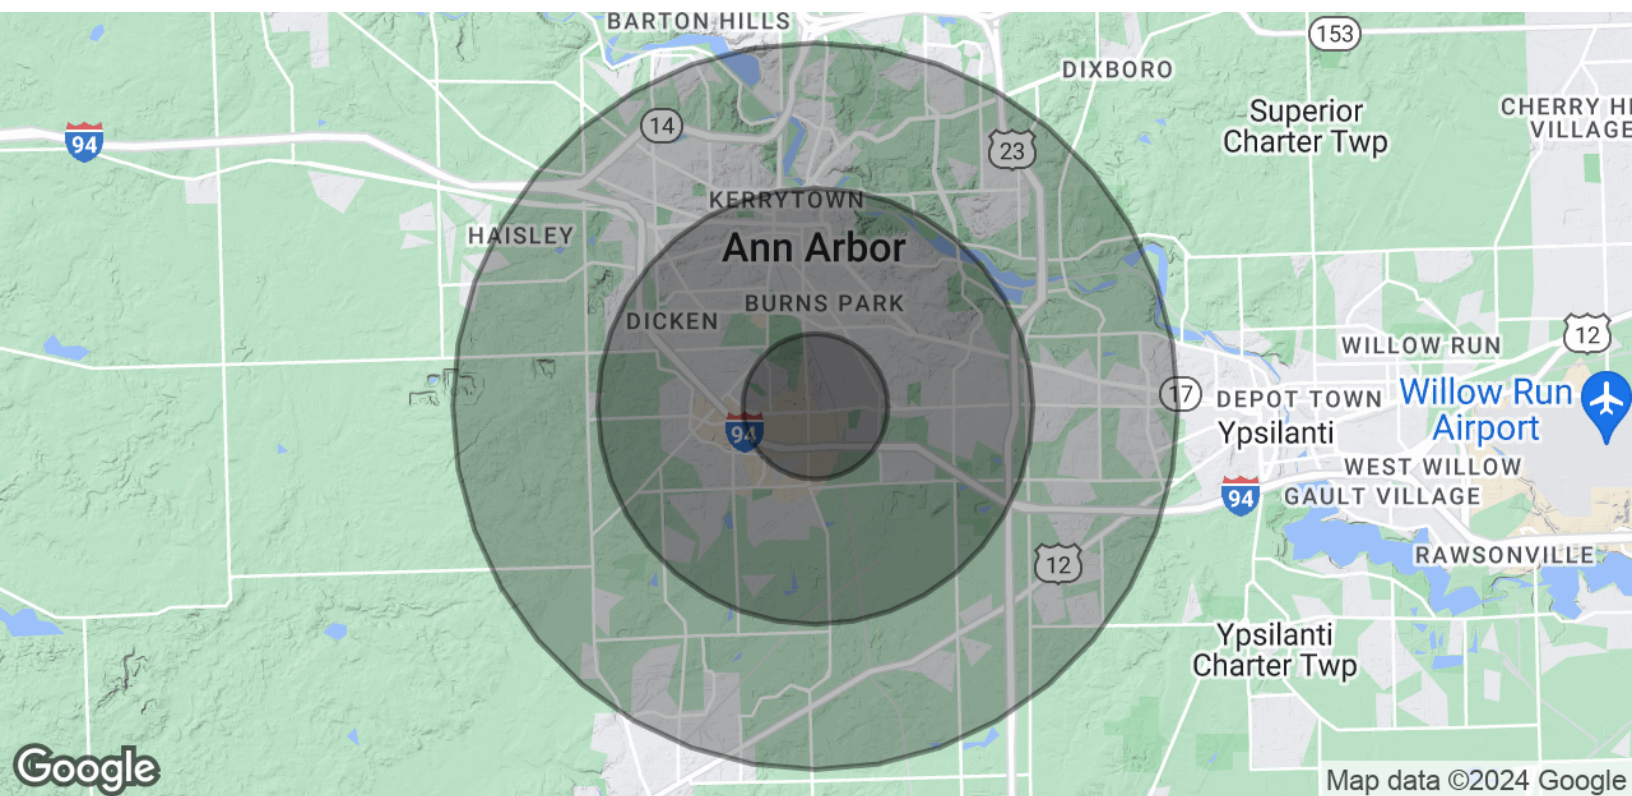 BARTON HILLS
153
DIXBORO
Superior
Charter Twp
CHERRY HI
VILLAGE
94
14
23
KERRYTOWN
HAISLEY
Ann Arbor
BURNS PARK
DICKEN
12
WILLOW RUN
17
DEPOT TOWN
Willow Run
Airport
Ypsilanti
94
WEST WILLOW
94
GAULT VILLAGE
RAWSONVILLE
12
Ypsilanti
Charter Twp
Google
Map data ©2024 Google